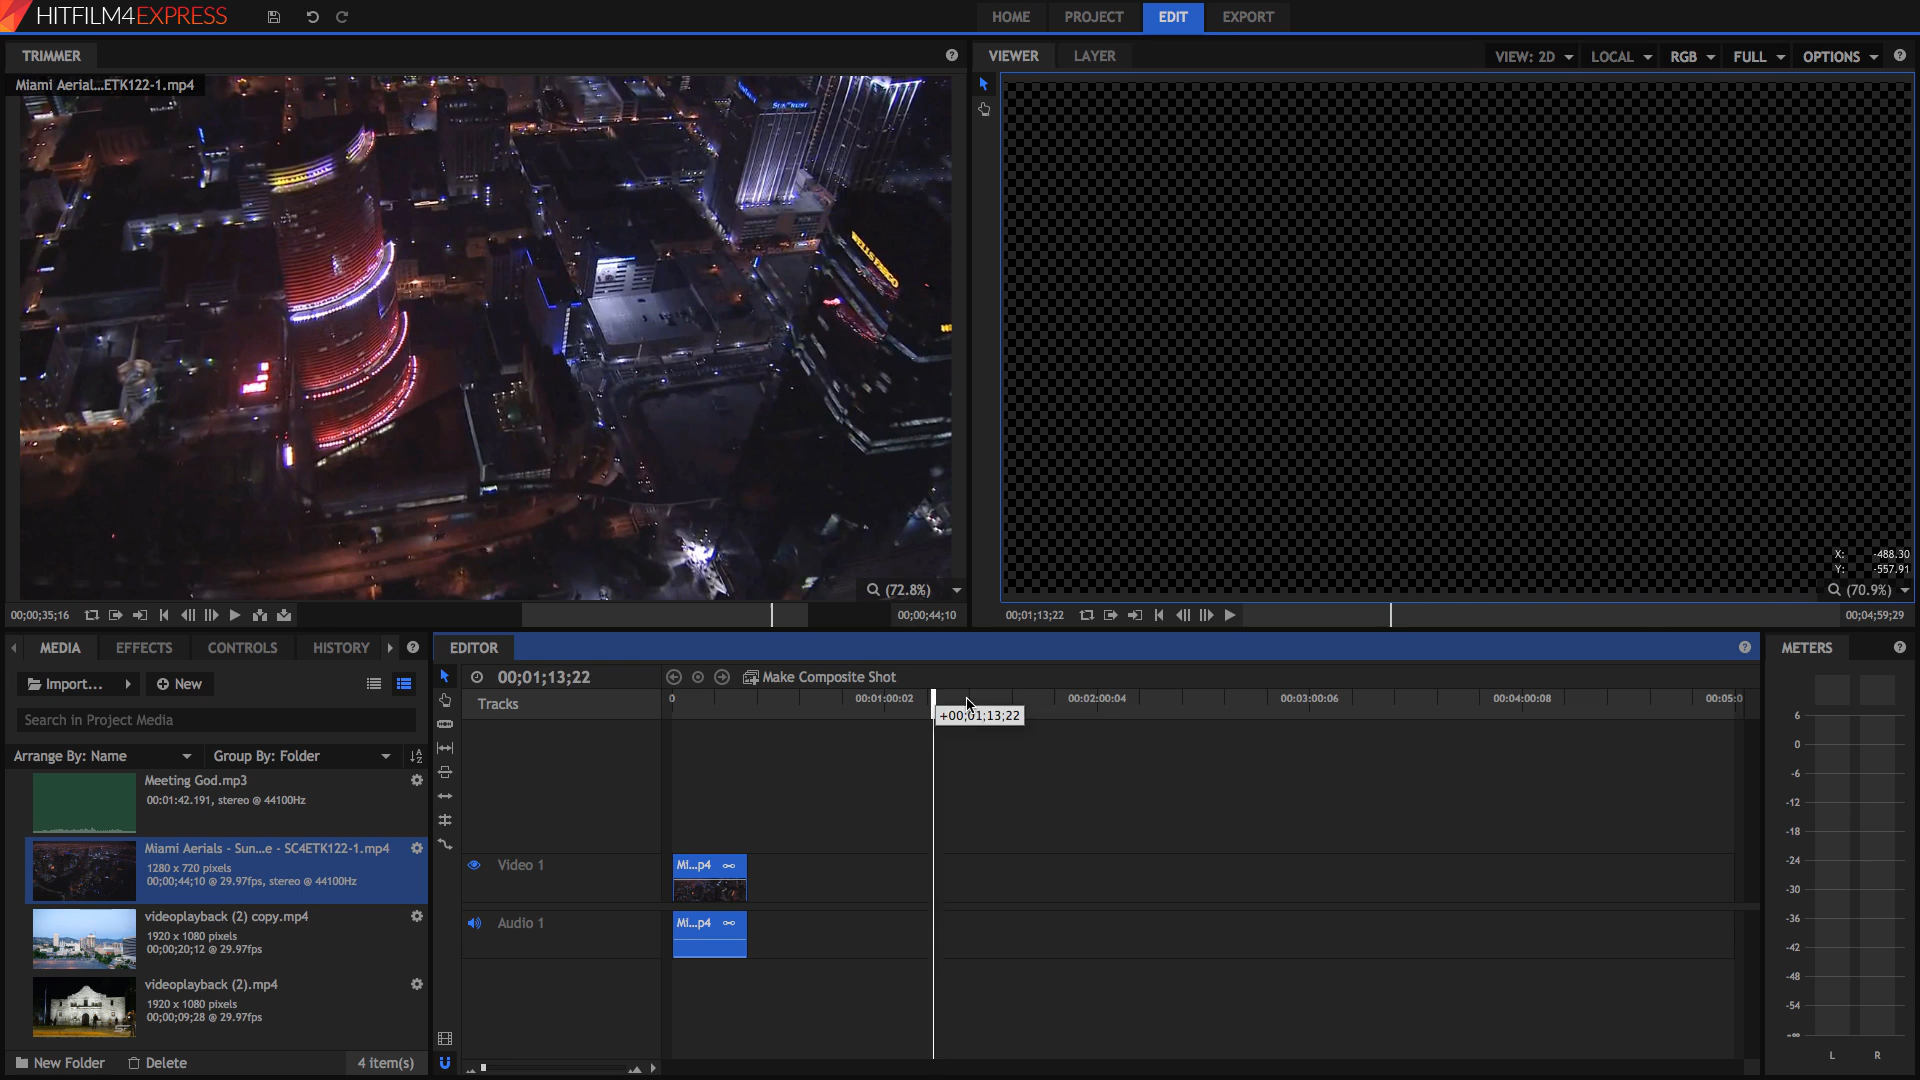 HITFILM4EXPRESS
HOME PROJECT EDIT EXPORT
TRIMMER
VIEWER LAYER VIEW: 2D LOCAL RGB FULL OPTIONS
Miami Aerial...ETK122-1.mp4
SUNTRUST
WELLS FARGO
X: -488.30
Y: -557.91
(72.8%)
(70.9%)
00;00;35;16 00;00;44;10
00;01;13;22 00;04;59;29
MEDIA EFFECTS CONTROLS HISTORY
EDITOR
METERS
Import... New
00;01;13;22 Make Composite Shot
Tracks
0 00:01:00:02 00:02:00:04 00:03:00:06 00:04:00:08 00:05:0
+00;01;13;22
Search in Project Media
Arrange By: Name Group By: Folder
Meeting God.mp3
00:01:42.191, stereo @ 44100Hz
Miami Aerials - Sun...e - SC4ETK122-1.mp4
1280 x 720 pixels
00;00;44;10 @ 29.97fps, stereo @ 44100Hz
videoplayback (2) copy.mp4
1920 x 1080 pixels
00;00;20;12 @ 29.97fps
videoplayback (2).mp4
1920 x 1080 pixels
00;00;09;28 @ 29.97fps
Video 1 Mi...p4
Audio 1 Mi...p4
6
0
-6
-12
-18
-24
-30
-36
-42
-48
-54
-∞
L R
New Folder Delete 4 item(s)